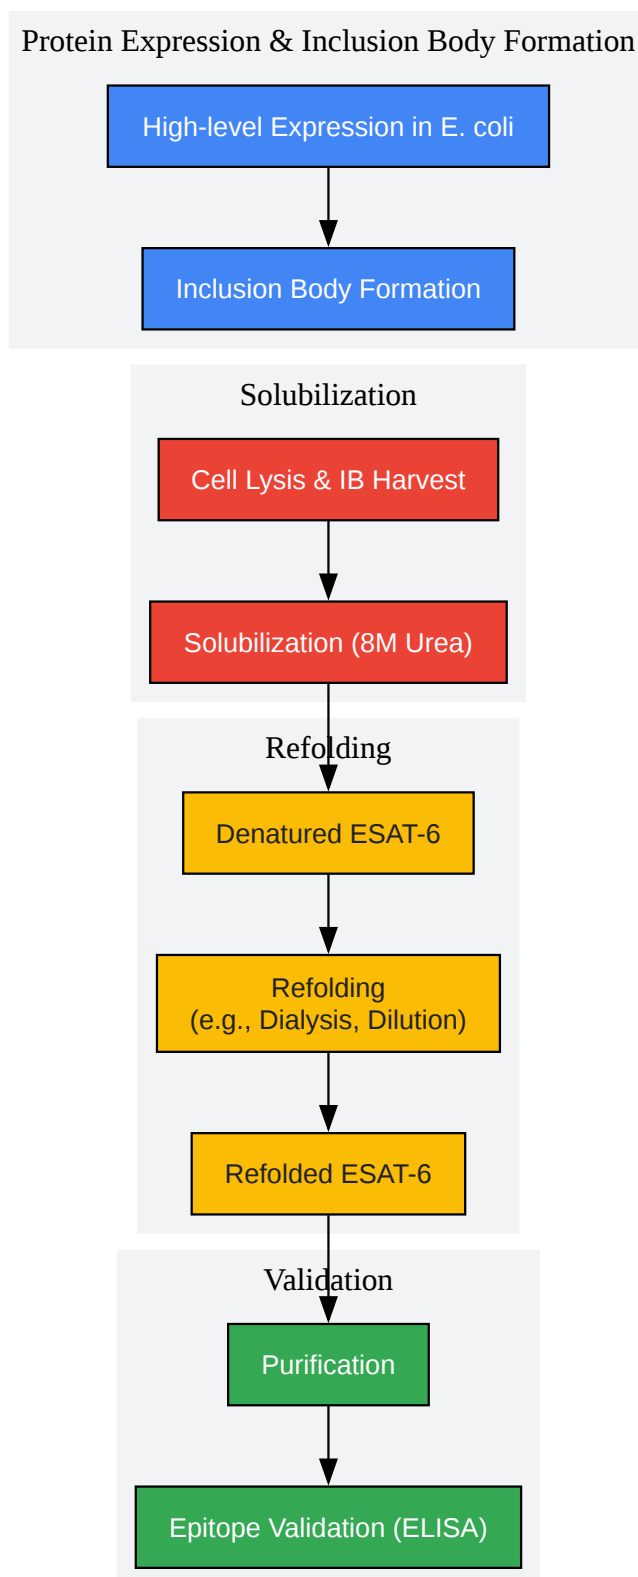 Protein Expression & Inclusion Body Formation
High-level Expression in E. coli
Inclusion Body Formation
Solubilization
Cell Lysis & IB Harvest
Solubilization (8M Urea)
Refolding
Denatured ESAT-6
Refolding
(e.g., Dialysis, Dilution)
Refolded ESAT-6
Validation
Purification
Epitope Validation (ELISA)